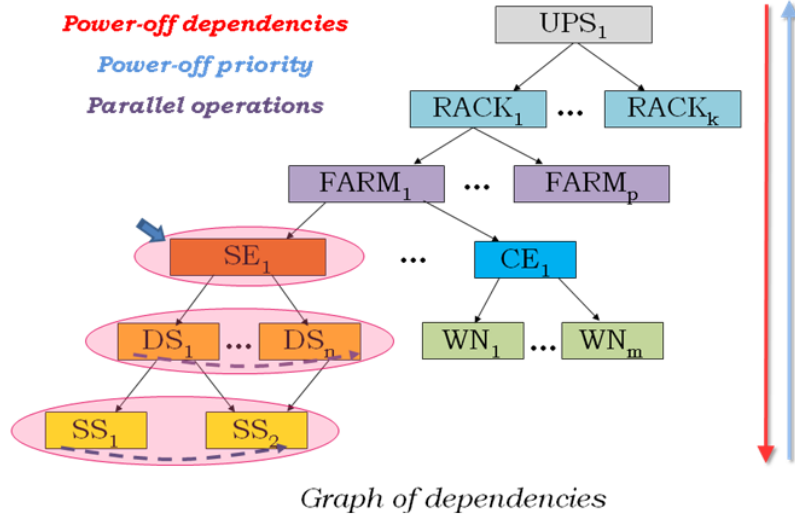 Power-off dependencies
Power-off priority
Parallel operations
UPS₁
RACK₁ ... RACKₖ
FARM₁ ... FARMₚ
SE₁ ... CE₁
DS₁ ... DSₙ WN₁ ... WNₘ
SS₁ SS₂
Graph of dependencies